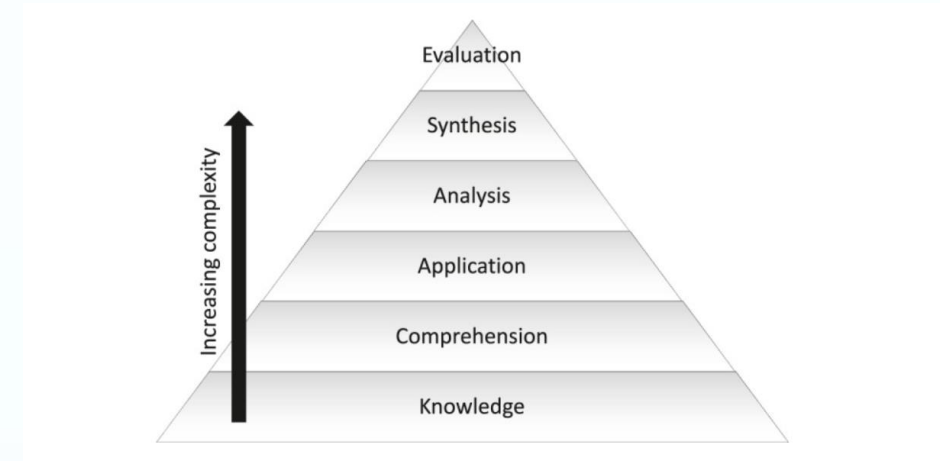 Evaluation
Synthesis
Analysis
Application
Comprehension
Knowledge
Increasing complexity